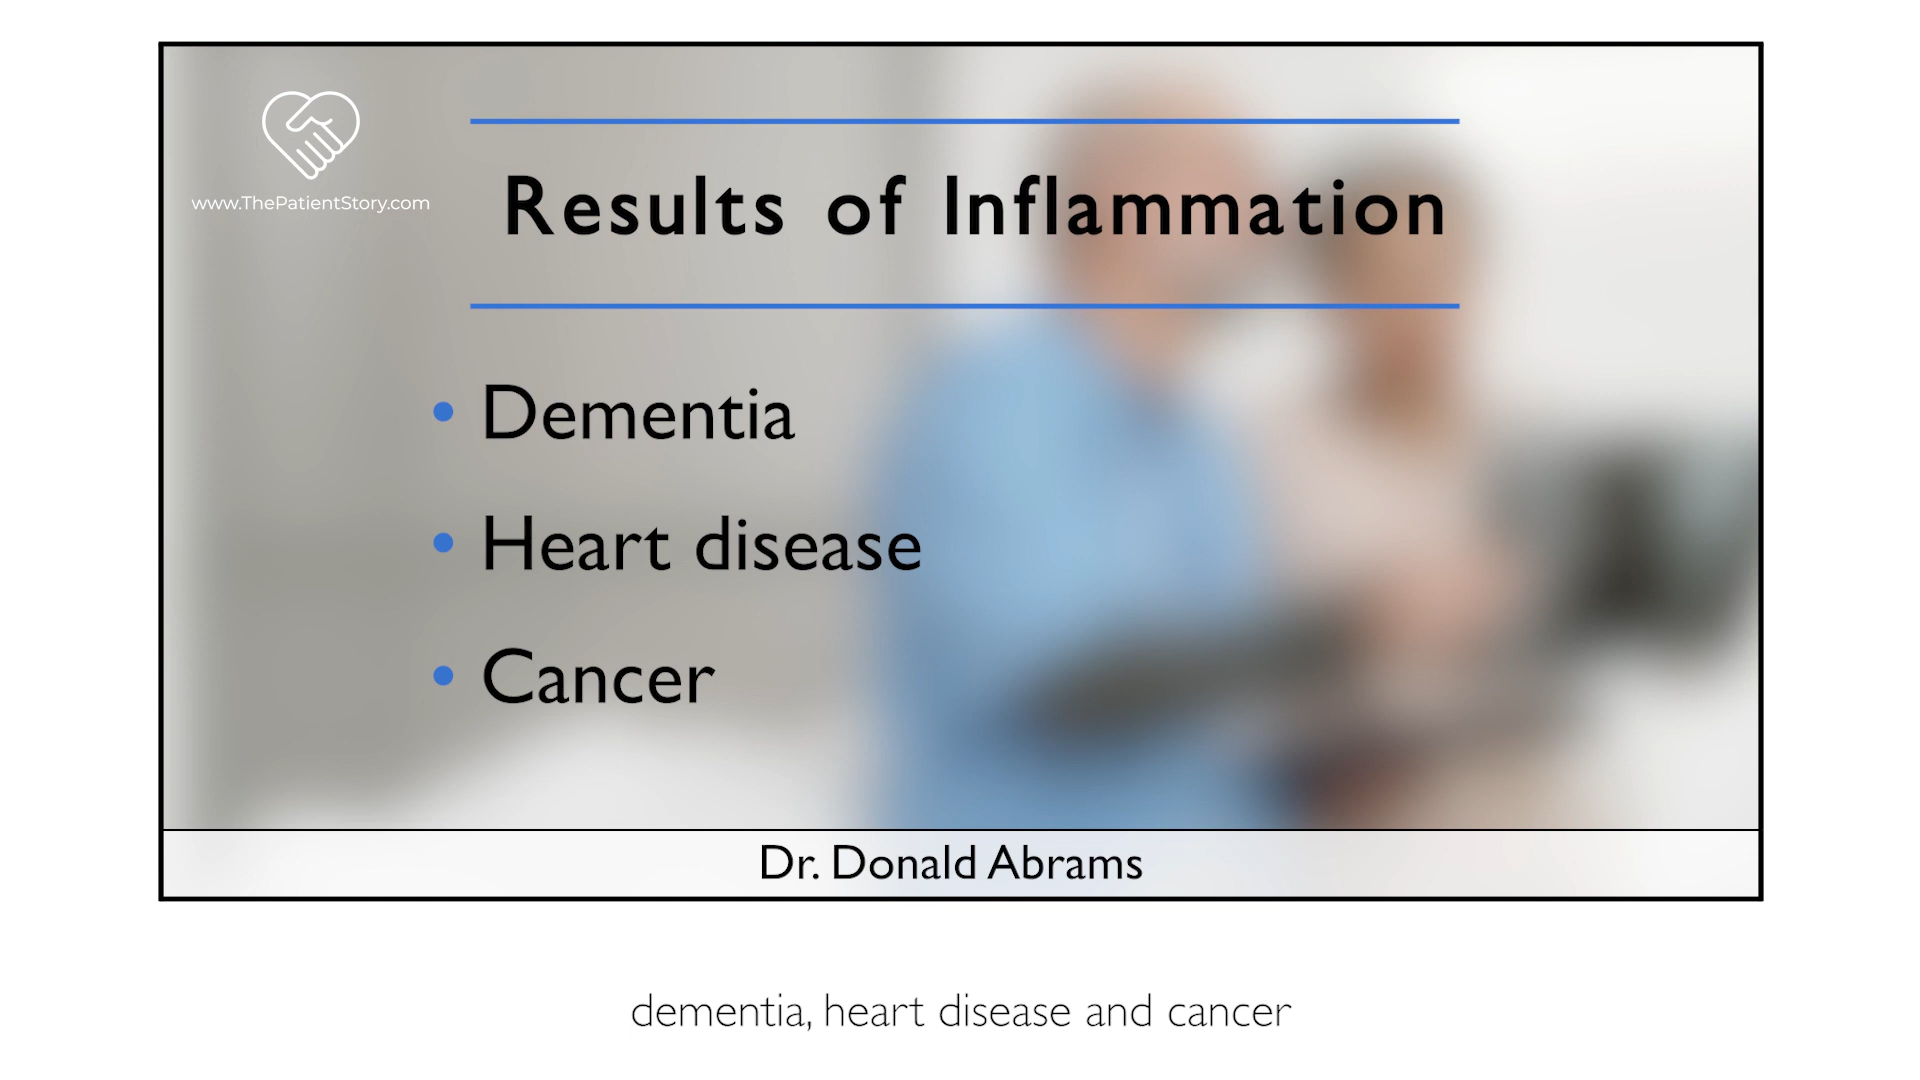 www.ThePatientStory.com
Results of Inflammation
• Dementia
• Heart disease
• Cancer
Dr. Donald Abrams
dementia, heart disease and cancer